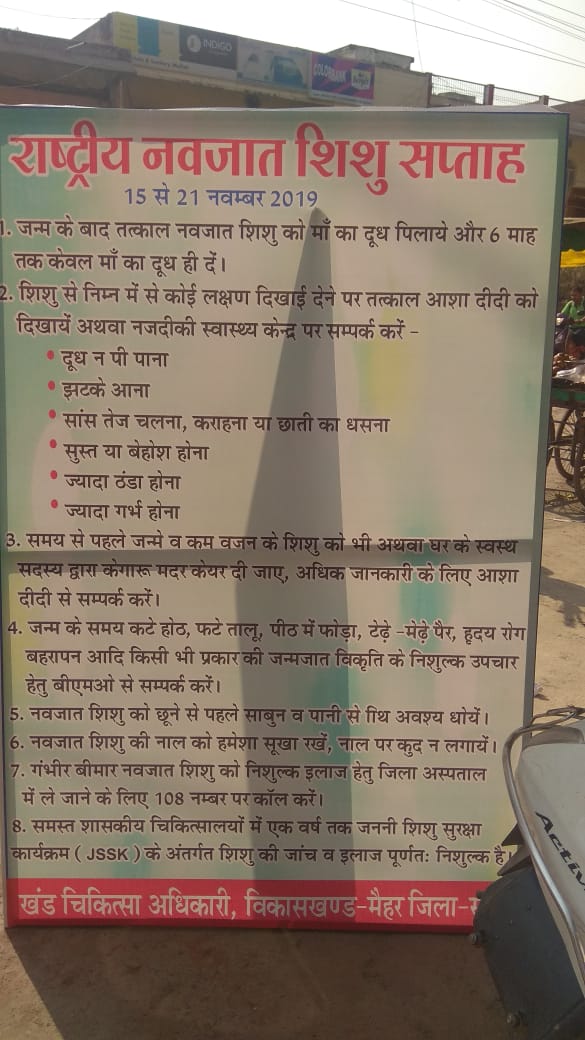 INDIGO
COLORBANK
राष्ट्रीय नवजात शिशु सप्ताह
15 से 21 नवम्बर 2019
1. जन्म के बाद तत्काल नवजात शिशु को माँ का दूध पिलाये और 6 माह
तक केवल माँ का दूध ही दें।
2. शिशु से निम्न में से कोई लक्षण दिखाई देने पर तत्काल आशा दीदी को
दिखायें अथवा नजदीकी स्वास्थ्य केन्द्र पर सम्पर्क करें -
• दूध न पी पाना
• झटके आना
• सांस तेज चलना, कराहना या छाती का धसना
• सुस्त या बेहोश होना
• ज्यादा ठंडा होना
• ज्यादा गर्भ होना
3. समय से पहले जन्मे व कम वजन के शिशु को भी अथवा घर के स्वस्थ
सदस्य द्वारा केगारू मदर केयर दी जाए, अधिक जानकारी के लिए आशा
दीदी से सम्पर्क करें।
4. जन्म के समय कटे होठ, फटे तालू, पीठ में फोड़ा, टेढ़े -मेढ़े पैर, हृदय रोग
बहरापन आदि किसी भी प्रकार की जन्मजात विकृति के निशुल्क उपचार
हेतु बीएमओ से सम्पर्क करें।
5. नवजात शिशु को छूने से पहले साबुन व पानी से अवश्य धोयें।
6. नवजात शिशु की नाल को हमेशा सूखा रखें, नाल पर कुद न लगायें।
7. गंभीर बीमार नवजात शिशु को निशुल्क इलाज हेतु जिला अस्पताल
में ले जाने के लिए 108 नम्बर पर कॉल करें।
8. समस्त शासकीय चिकित्सालयों में एक वर्ष तक जननी शिशु सुरक्षा
कार्यक्रम ( JSSK ) के अंतर्गत शिशु की जांच व इलाज पूर्णतः निशुल्क है।
खंड चिकित्सा अधिकारी, विकासखण्ड-मैहर जिला-